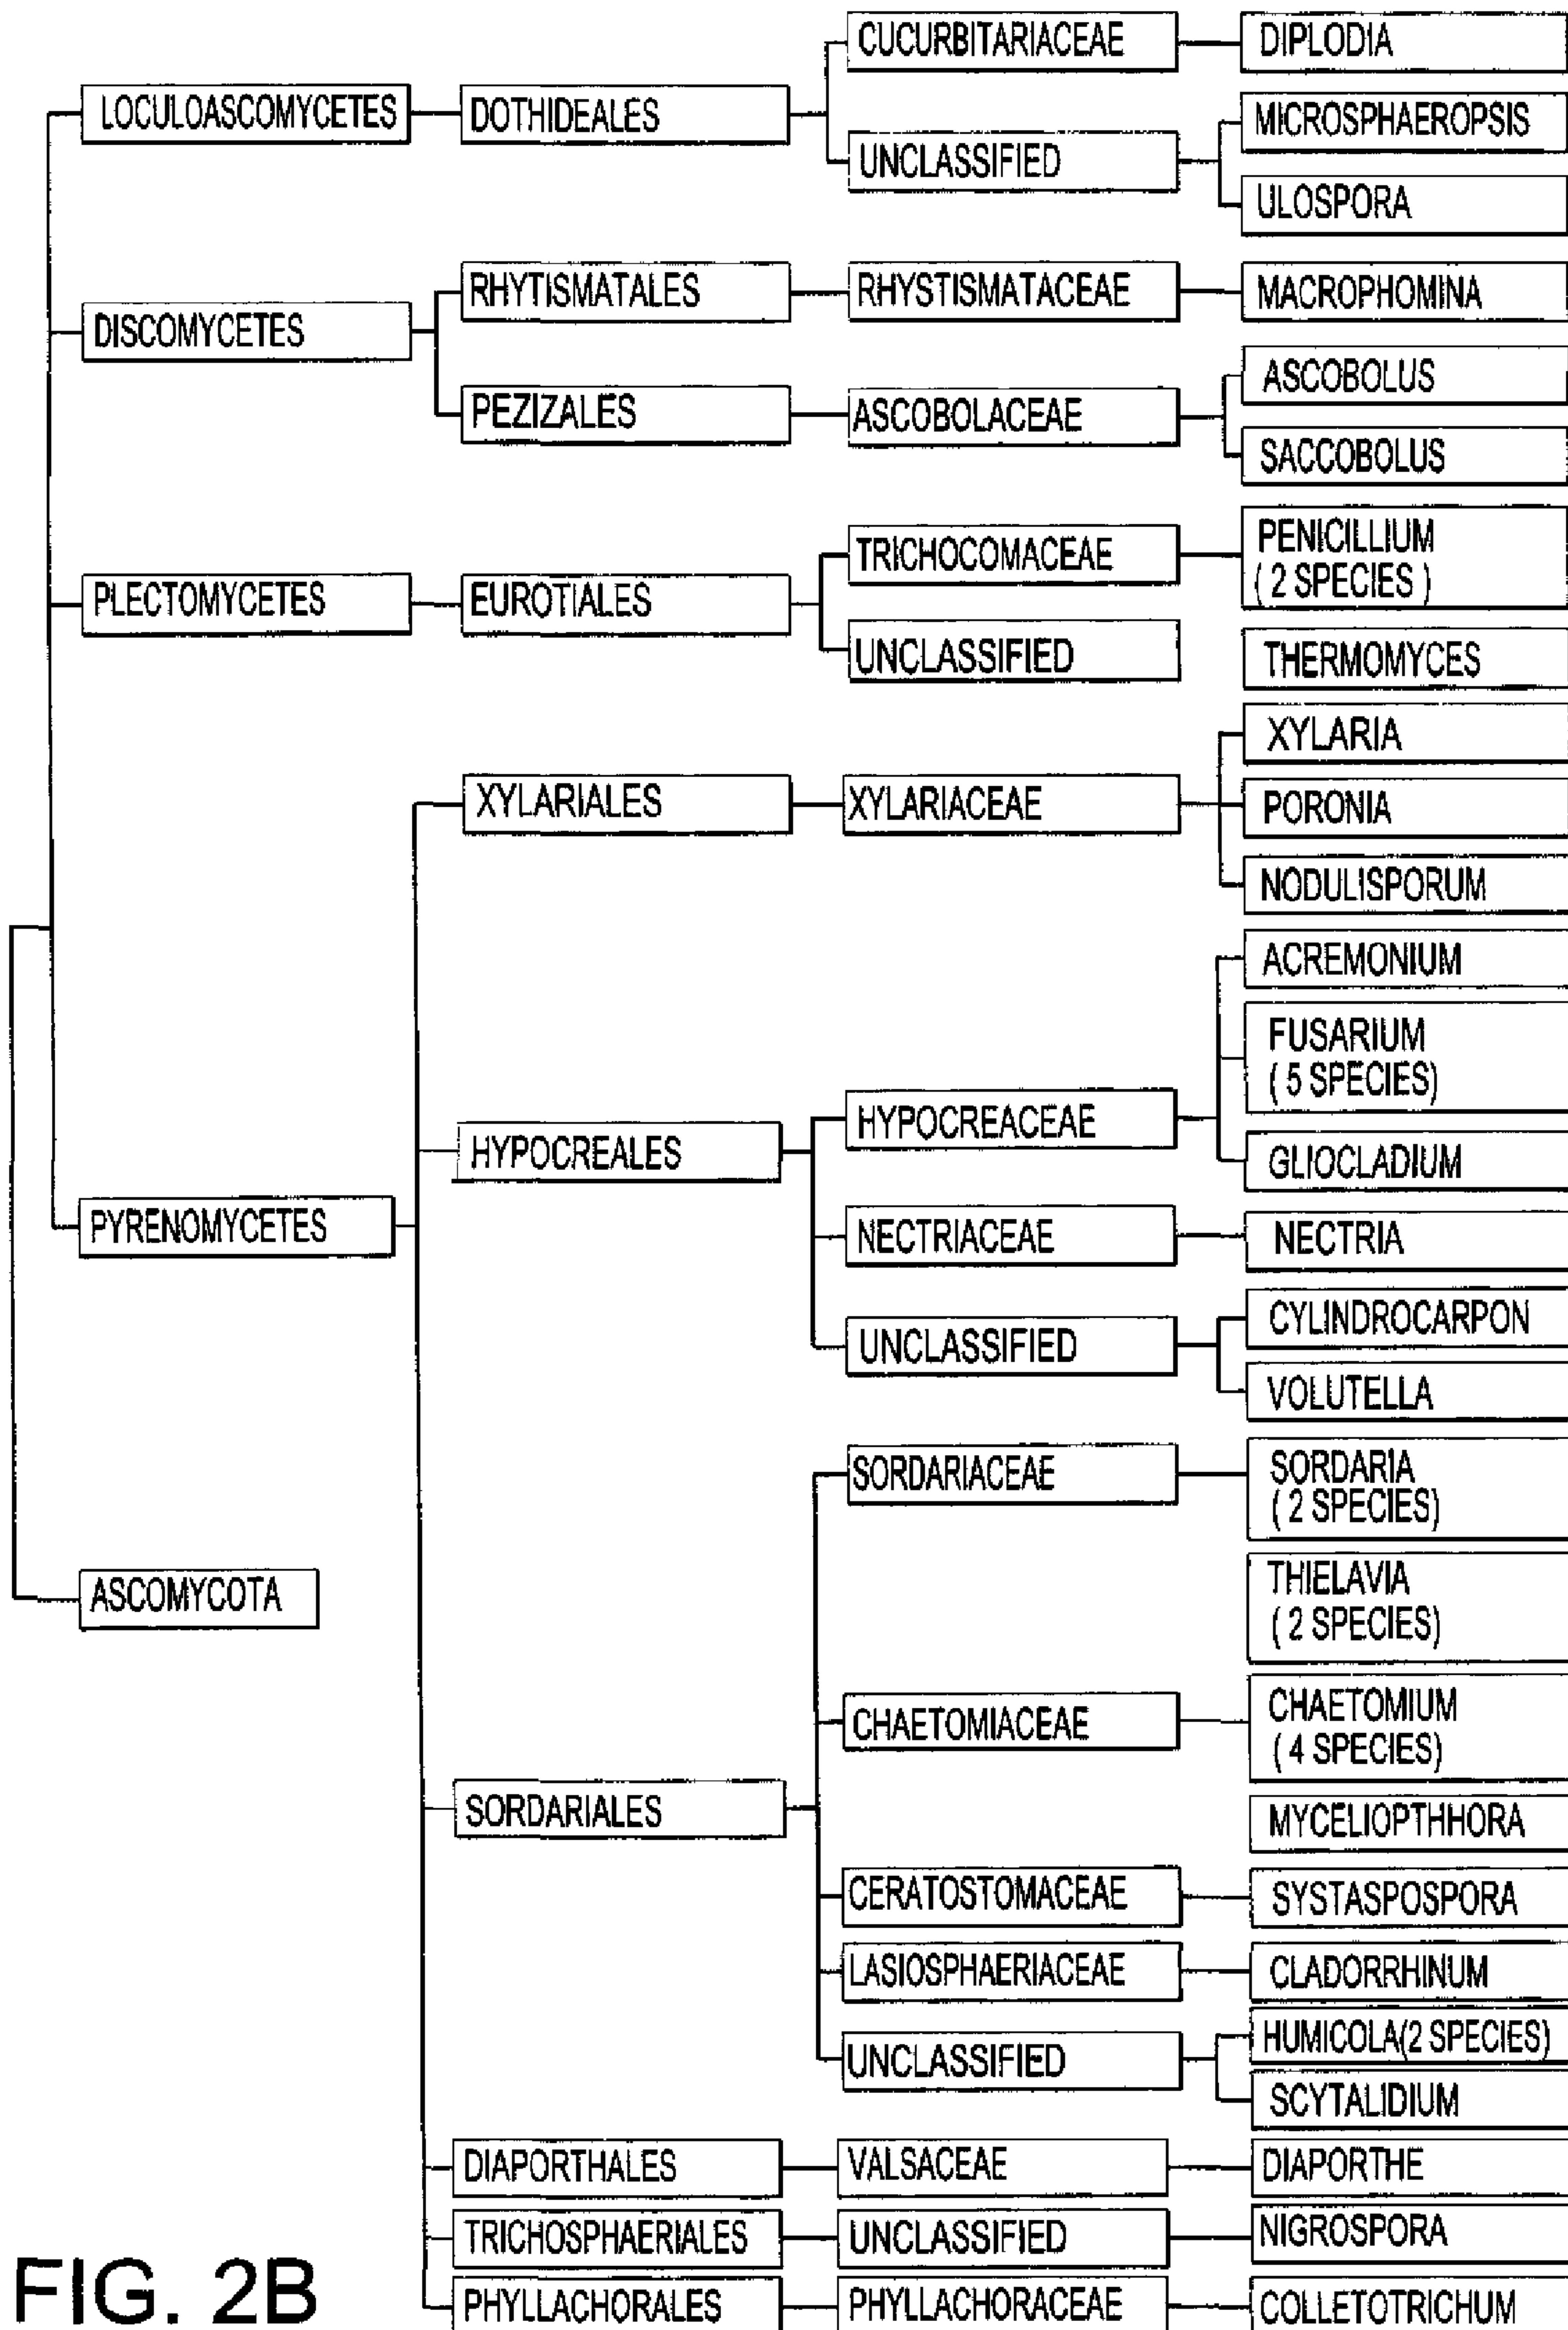 CUCURBITARIACEAE
DIPLODIA
LOCULOASCOMYCETES
DOTHIDEALES
MICROSPHAEROPSIS
UNCLASSIFIED
ULOSPORA
RHYTISMATALES
RHYSTISMATACEAE
MACROPHOMINA
DISCOMYCETES
ASCOBOLUS
PEZIZALES
ASCOBOLACEAE
SACCOBOLUS
TRICHOCOMACEAE
PENICILLIUM
( 2 SPECIES )
PLECTOMYCETES
EUROTIALES
UNCLASSIFIED
THERMOMYCES
XYLARIA
XYLARIALES
XYLARIACEAE
PORONIA
NODULISPORUM
ACREMONIUM
FUSARIUM
( 5 SPECIES)
HYPOCREACEAE
HYPOCREALES
GLIOCLADIUM
PYRENOMYCETES
NECTRIACEAE
NECTRIA
CYLINDROCARPON
UNCLASSIFIED
VOLUTELLA
SORDARIACEAE
SORDARIA
( 2 SPECIES)
ASCOMYCOTA
THIELAVIA
( 2 SPECIES)
CHAETOMIACEAE
CHAETOMIUM
( 4 SPECIES)
SORDARIALES
MYCELIOPTHHORA
CERATOSTOMACEAE
SYSTASPOSPORA
LASIOSPHAERIACEAE
CLADORRHINUM
HUMICOLA(2 SPECIES)
UNCLASSIFIED
SCYTALIDIUM
DIAPORTHALES
VALSACEAE
DIAPORTHE
TRICHOSPHAERIALES
UNCLASSIFIED
NIGROSPORA
PHYLLACHORALES
PHYLLACHORACEAE
COLLETOTRICHUM
FIG. 2B